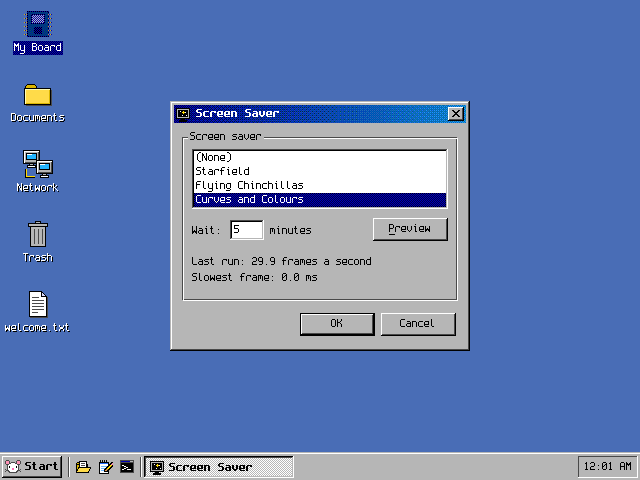 My Board
Documents
Network
Trash
welcome.txt
Screen Saver
Screen saver
(None)
Starfield
Flying Chinchillas
Curves and Colours
Wait: 5 minutes
Preview
Last run: 29.9 frames a second
Slowest frame: 0.0 ms
OK
Cancel
Start
Screen Saver
12:01 AM